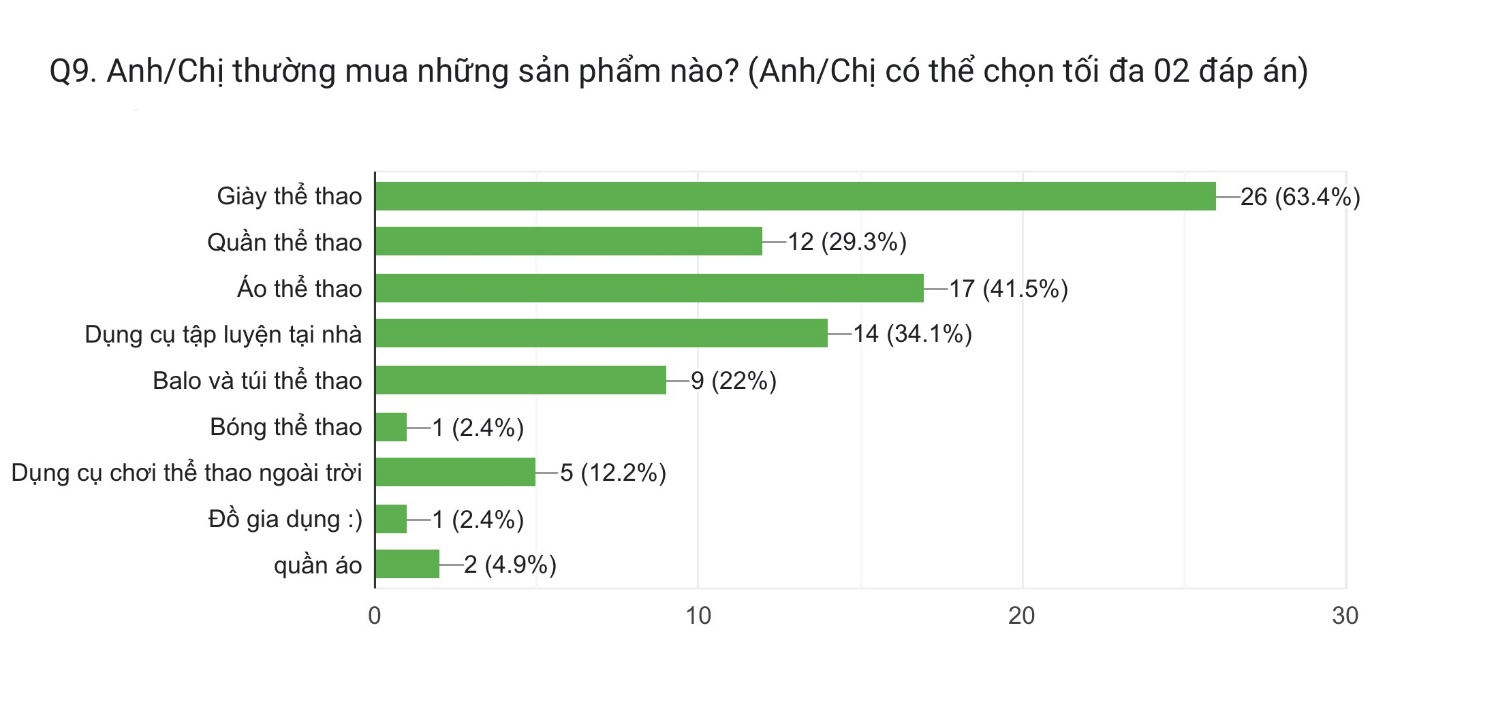 Q9. Anh/Chị thường mua những sản phẩm nào? (Anh/Chị có thể chọn tối đa 02 đáp án)
Giày thể thao 26 (63.4%)
Quần thể thao 12 (29.3%)
Áo thể thao 17 (41.5%)
Dụng cụ tập luyện tại nhà 14 (34.1%)
Balo và túi thể thao 9 (22%)
Bóng thể thao 1 (2.4%)
Dụng cụ chơi thể thao ngoài trời 5 (12.2%)
Đồ gia dụng :) 1 (2.4%)
quần áo 2 (4.9%)
0 10 20 30